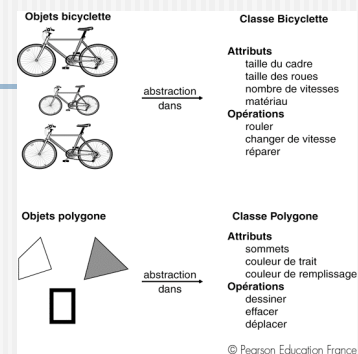 Objets bicyclette
Classe Bicyclette
abstraction
dans
Attributs
taille du cadre
taille des roues
nombre de vitesses
matériau
Opérations
rouler
changer de vitesse
réparer
Objets polygone
Classe Polygone
abstraction
dans
Attributs
sommets
couleur de trait
couleur de remplissage
Opérations
dessiner
effacer
déplacer
© Pearson Education France